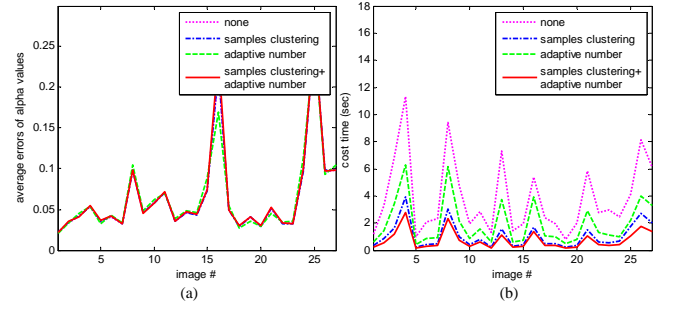 none
samples clustering
adaptive number
samples clustering+
adaptive number
average errors of alpha values
0.25
0.2
0.15
0.1
0.05
0
5
10
15
20
25
image #
(a)
none
samples clustering
adaptive number
samples clustering+
adaptive number
cost time (sec)
18
16
14
12
10
8
6
4
2
0
5
10
15
20
25
image #
(b)